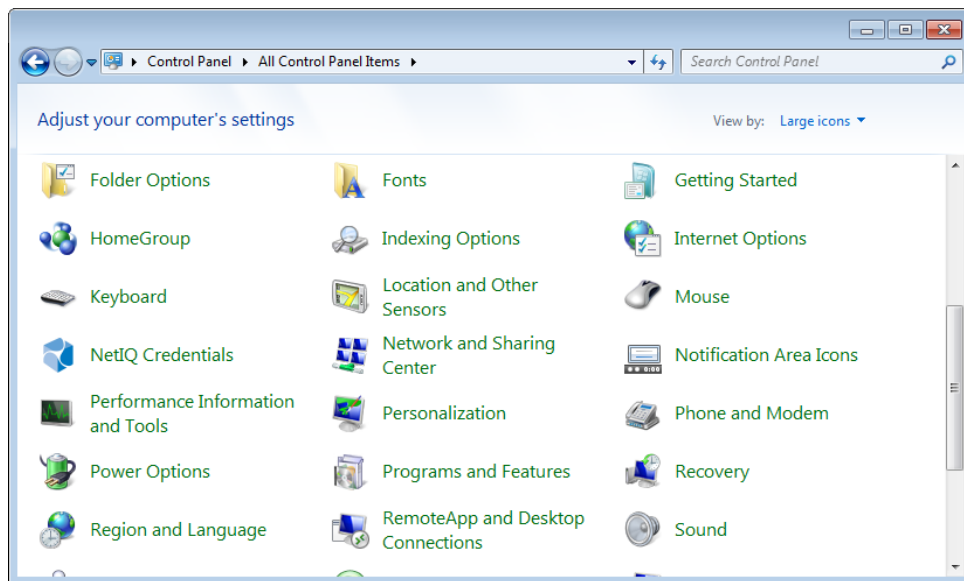 Control Panel All Control Panel Items Search Control Panel
Adjust your computer's settings View by: Large icons
Folder Options Fonts Getting Started
HomeGroup Indexing Options Internet Options
Keyboard Location and Other Sensors Mouse
NetIQ Credentials Network and Sharing Center Notification Area Icons
Performance Information and Tools Personalization Phone and Modem
Power Options Programs and Features Recovery
Region and Language RemoteApp and Desktop Connections Sound